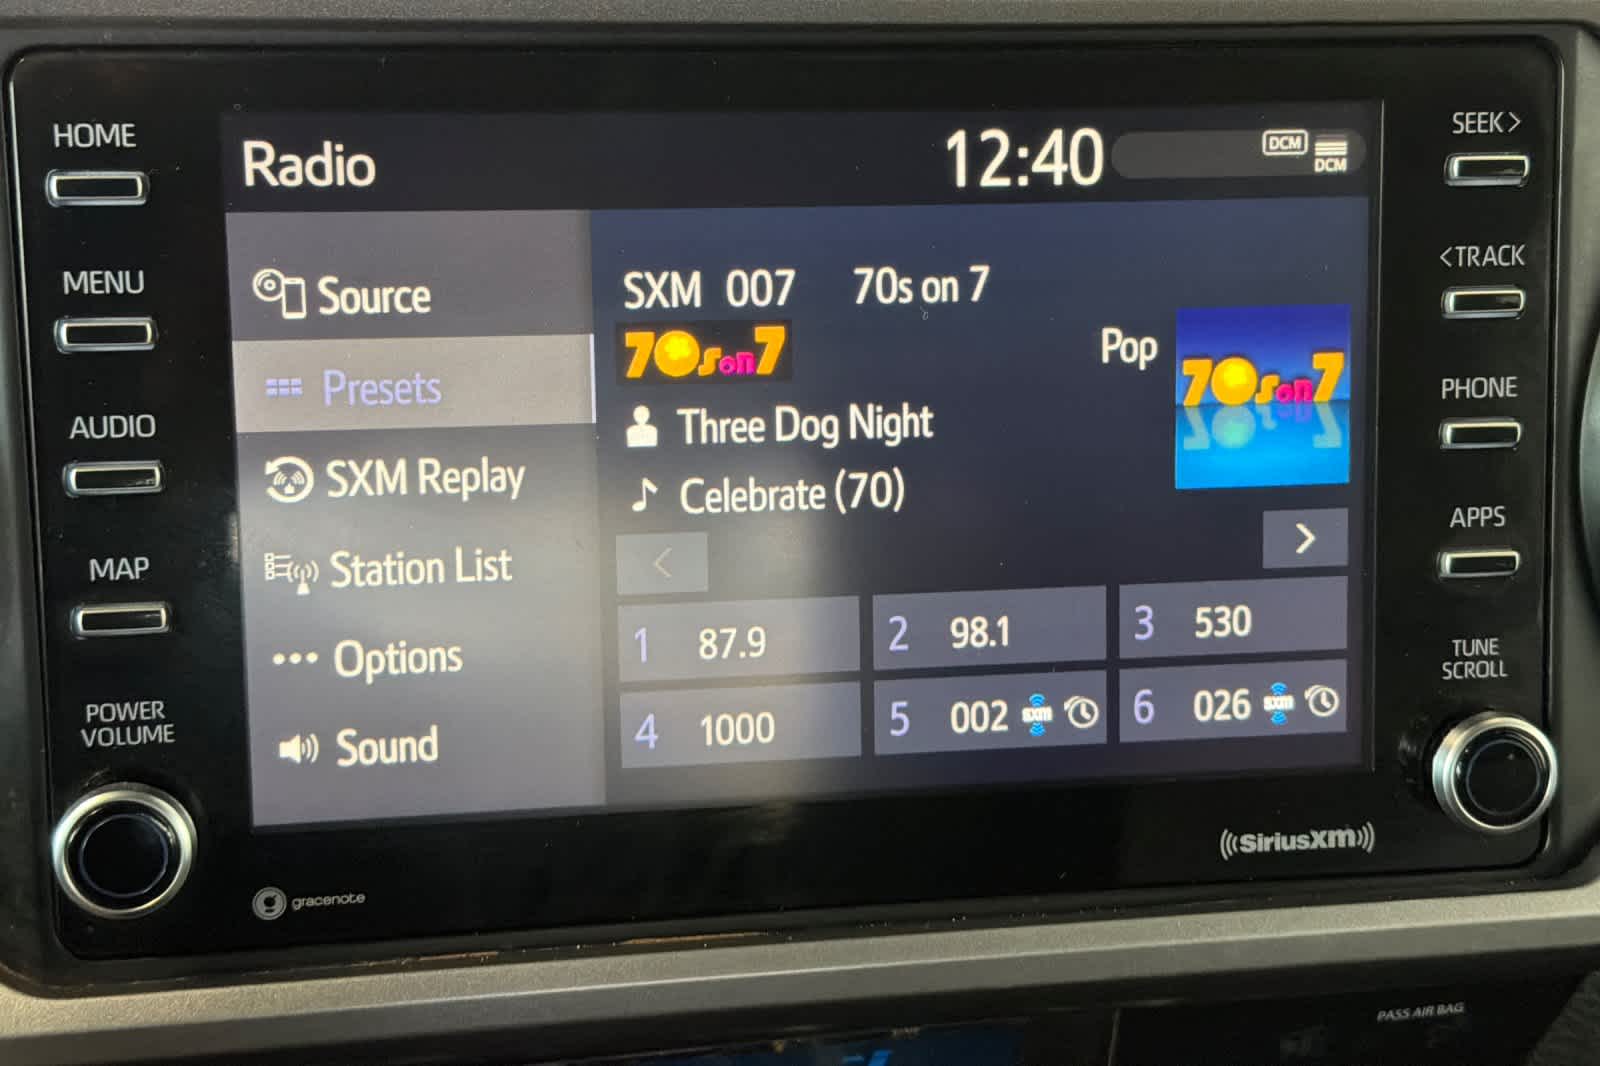 HOME
MENU
AUDIO
MAP
POWER
VOLUME
Radio
12:40
DCM
DCM
Source
Presets
SXM Replay
Station List
Options
Sound
SXM 007 70s on 7
70s on 7
Pop
70s on 7
Three Dog Night
Celebrate (70)
<
>
1 87.9
2 98.1
3 530
4 1000
5 002 sxm
6 026 sxm
SEEK>
<TRACK
PHONE
APPS
TUNE
SCROLL
gracenote
((SiriusXM))
PASS AIR BAG